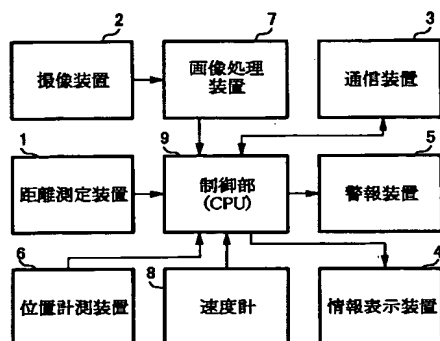 2
撮像装置
7
画像処理
装置
3
通信装置
1
距離測定装置
9
制御部
(CPU)
5
警報装置
6
位置計測装置
8
速度計
4
情報表示装置